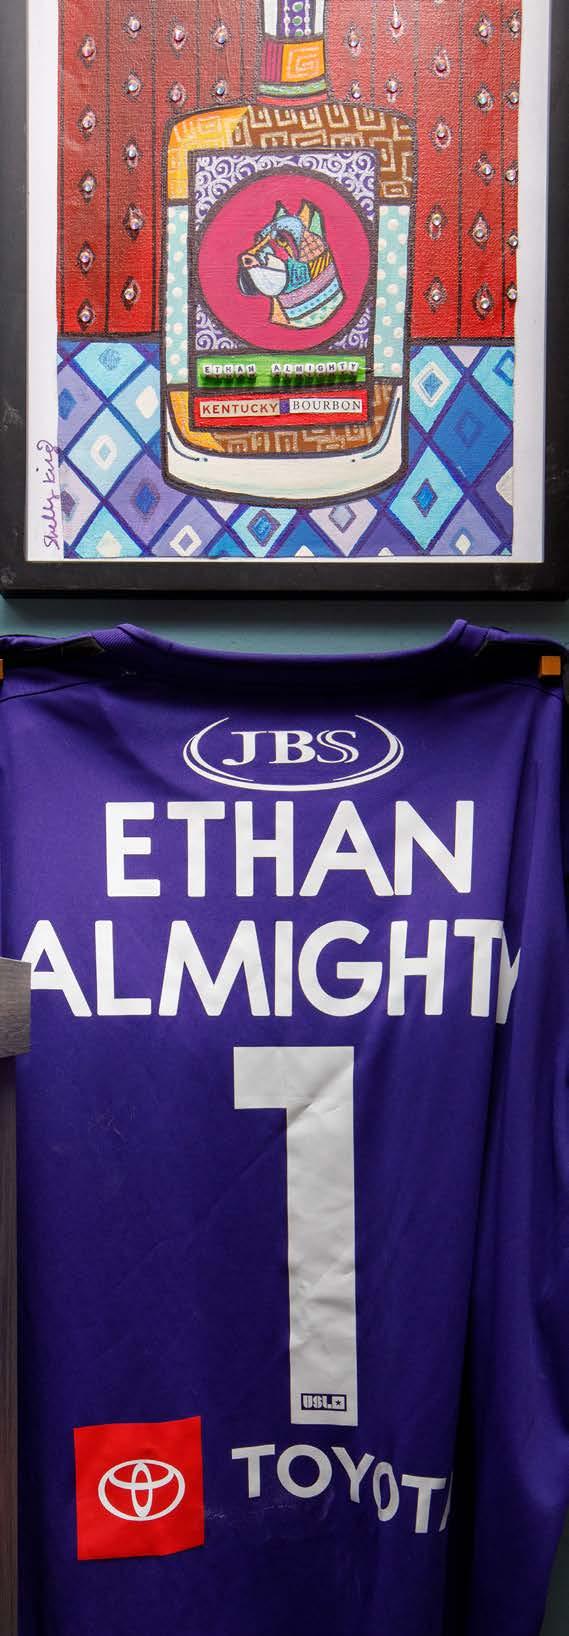 ETHAN ALMIGHTY
KENTUCKY BOURBON
Shelly King
JBS
ETHAN
ALMIGHTY
1
USL
TOYOTA